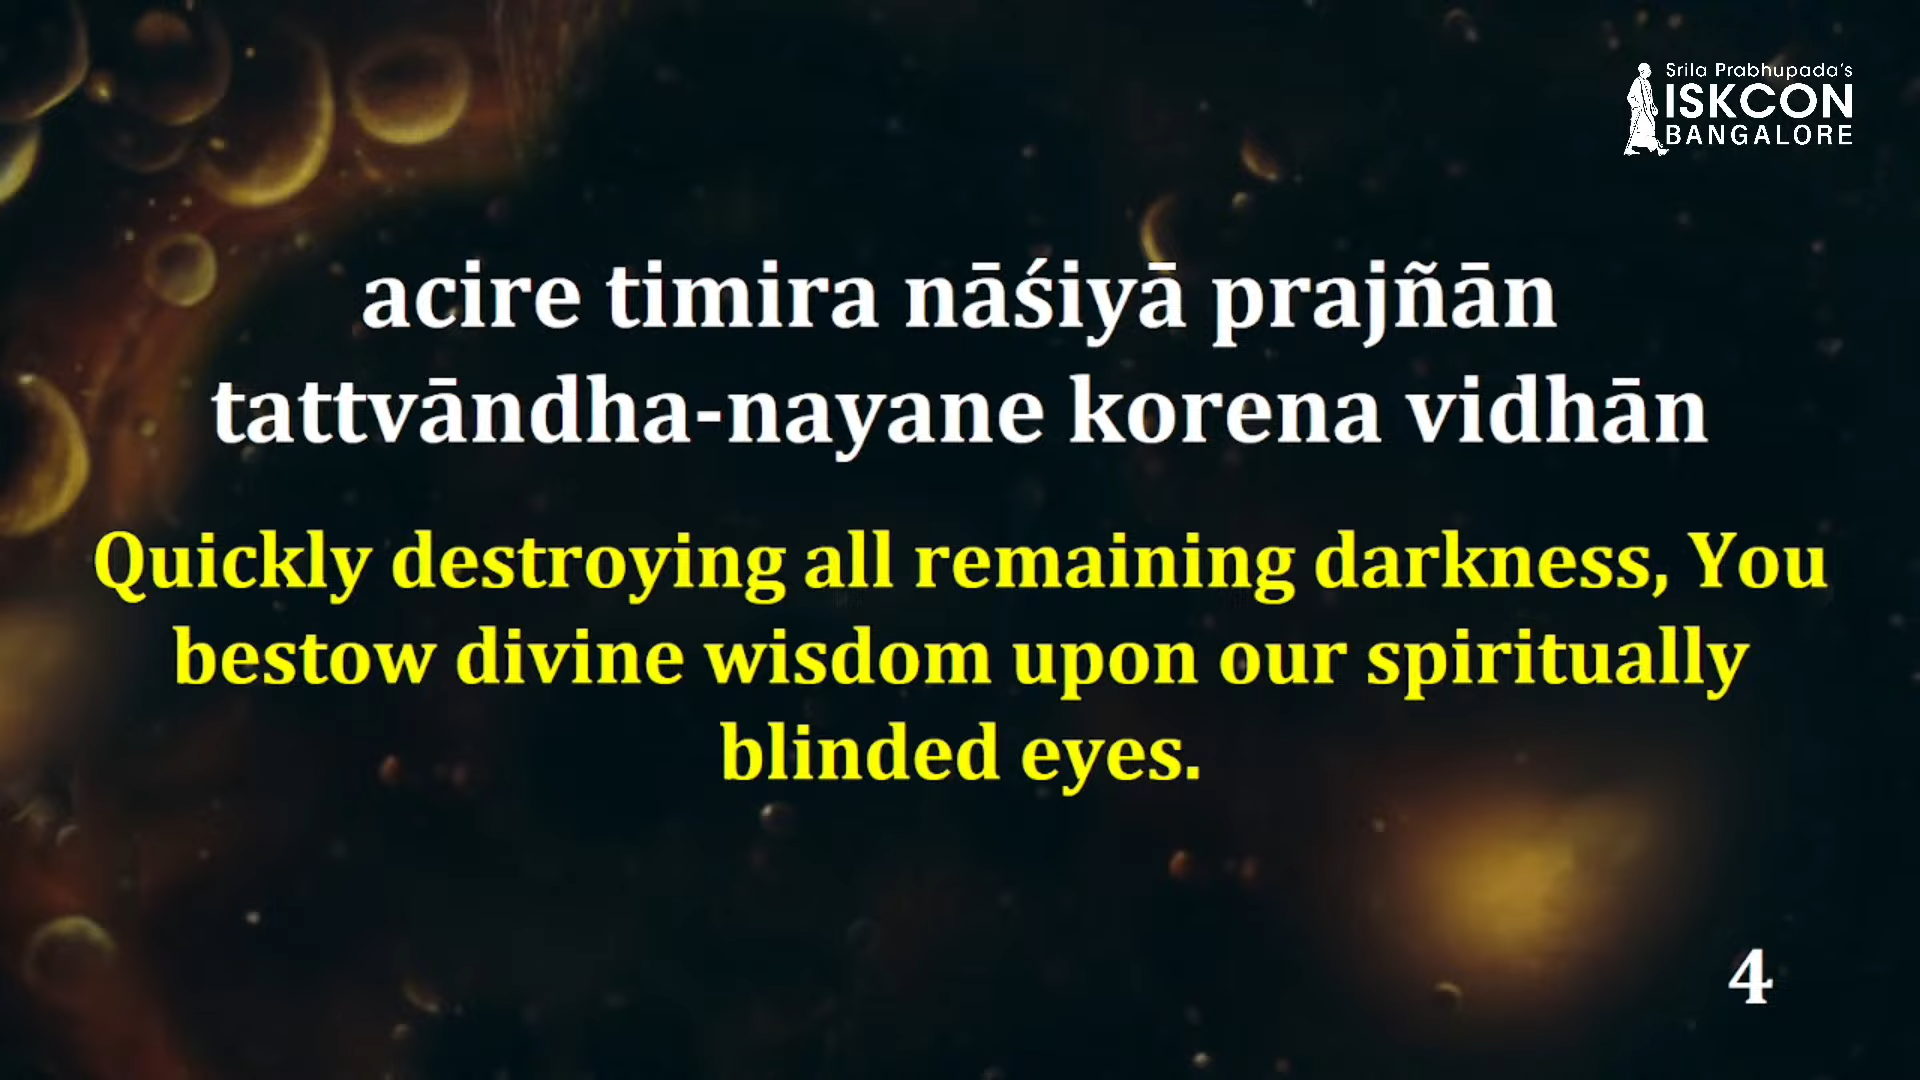 Srila Prabhupada's
ISKCON
BANGALORE
acire timira nāśiyā prajñān
tattvāndha-nayane korena vidhān
Quickly destroying all remaining darkness, You
bestow divine wisdom upon our spiritually
blinded eyes.
4